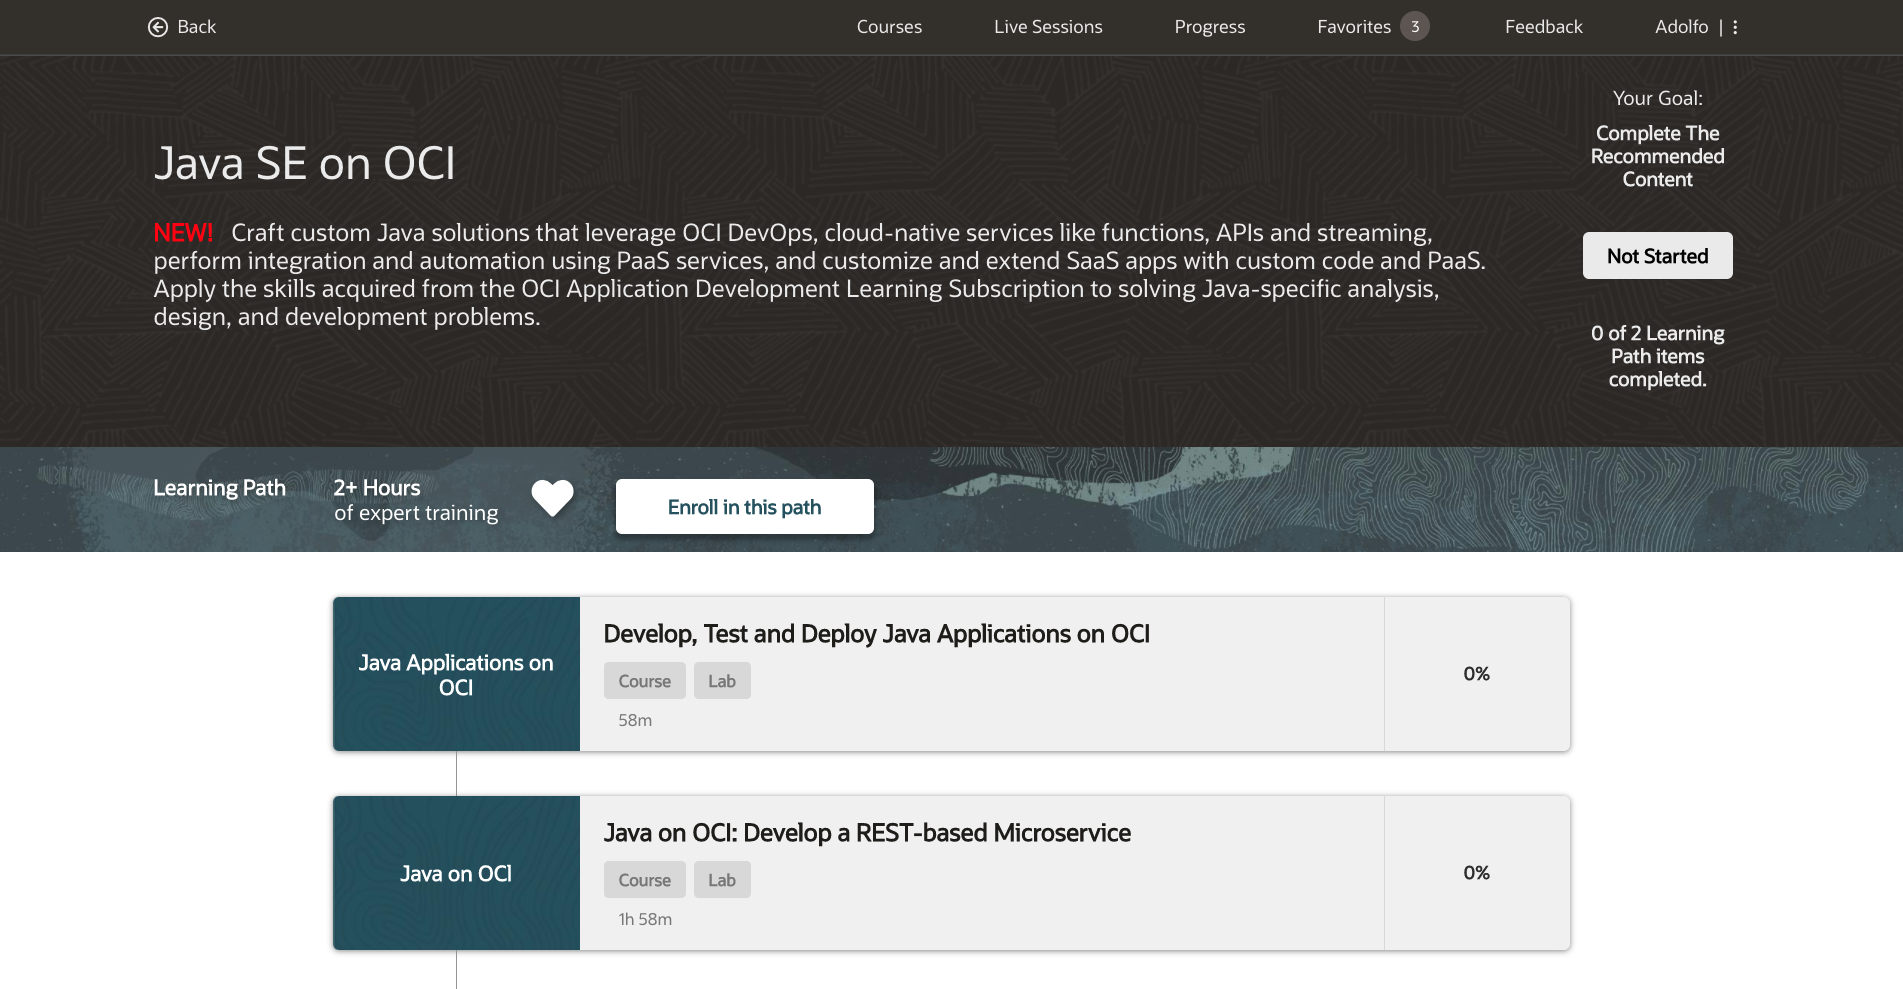 Back
Courses
Live Sessions
Progress
Favorites 3
Feedback
Adolfo |
Java SE on OCI
NEW! Craft custom Java solutions that leverage OCI DevOps, cloud-native services like functions, APIs and streaming,
perform integration and automation using PaaS services, and customize and extend SaaS apps with custom code and PaaS.
Apply the skills acquired from the OCI Application Development Learning Subscription to solving Java-specific analysis,
design, and development problems.
Your Goal:
Complete The
Recommended
Content
Not Started
0 of 2 Learning
Path items
completed.
Learning Path
2+ Hours
of expert training
Enroll in this path
Java Applications on
OCI
Develop, Test and Deploy Java Applications on OCI
Course
Lab
58m
0%
Java on OCI
Java on OCI: Develop a REST-based Microservice
Course
Lab
1h 58m
0%